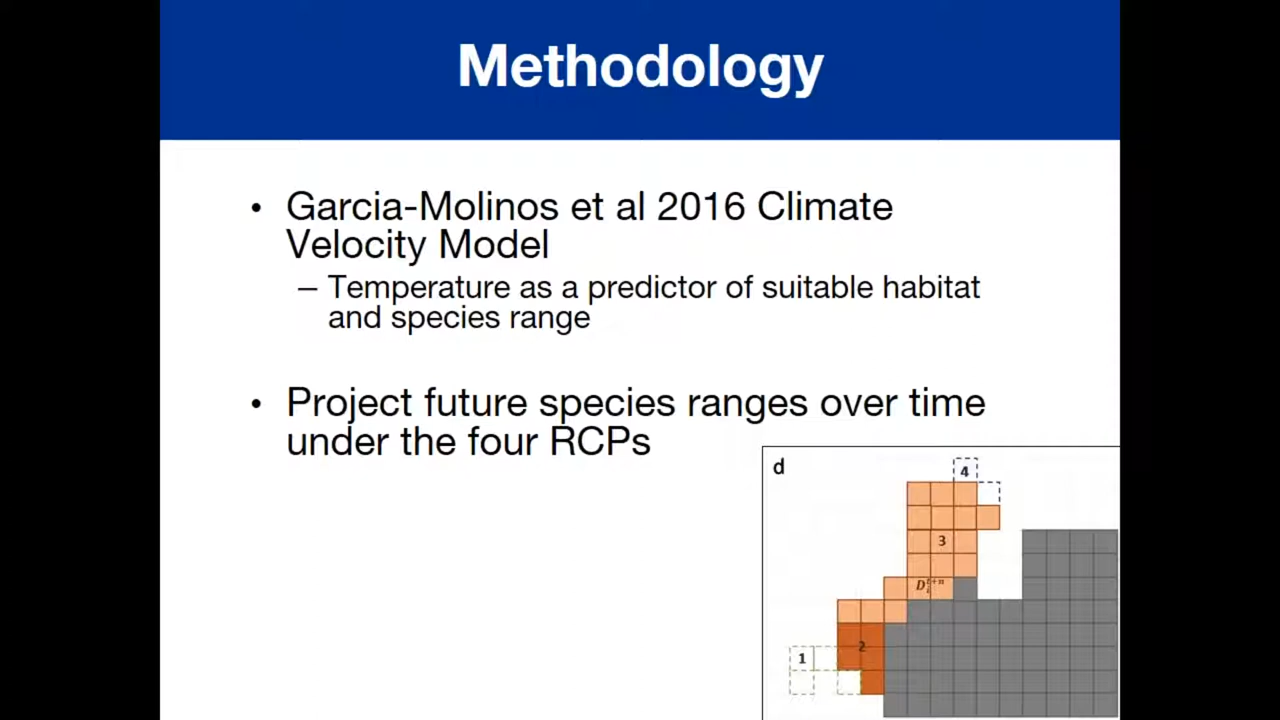 Methodology
• Garcia-Molinos et al 2016 Climate
Velocity Model
– Temperature as a predictor of suitable habitat
and species range
• Project future species ranges over time
under the four RCPs
d
4
3
D_i^{t+n}
2
1